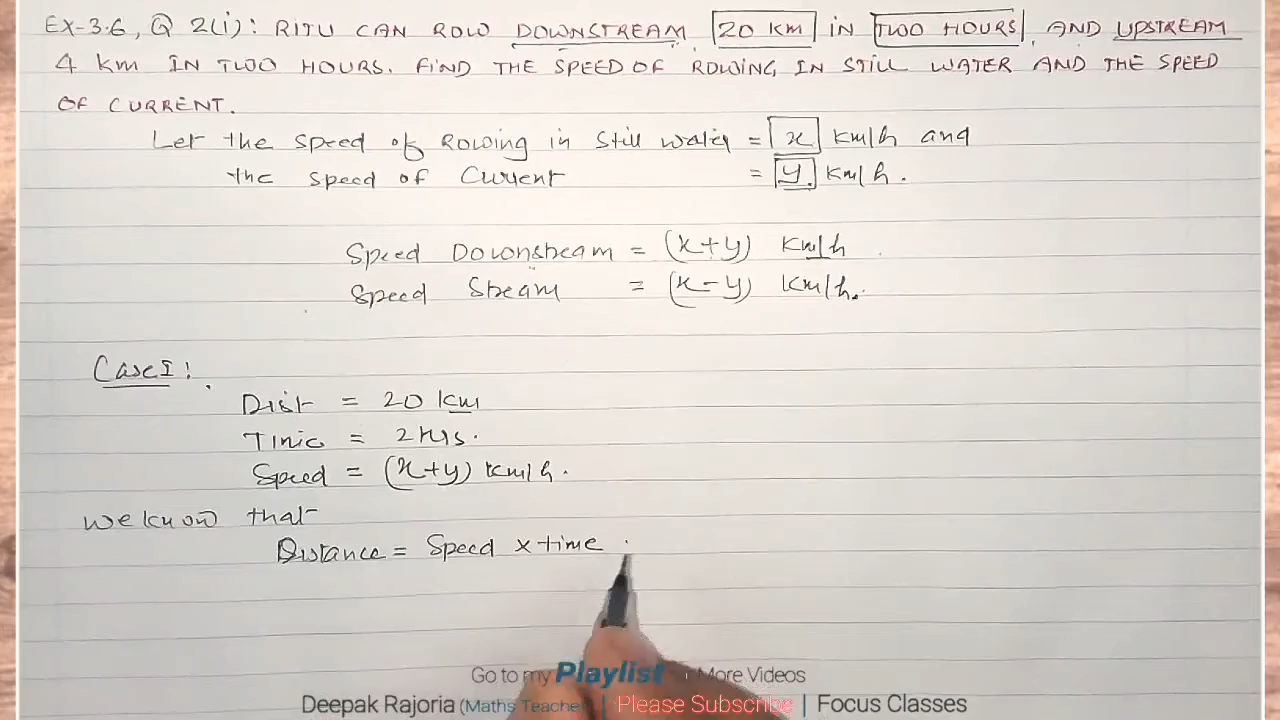 EX-3.6, Q 2(i): RITU CAN ROW DOWNSTREAM 20 KM IN TWO HOURS, AND UPSTREAM
4 KM IN TWO HOURS. FIND THE SPEED OF ROWING IN STILL WATER AND THE SPEED
OF CURRENT.
Let the speed of Rowing in still water = x km/h and
the speed of Current = y km/h.
Speed Downstream = (x+y) Km/h
Speed Stream = (x-y) Km/h.
Case I:
Dist = 20 km
Time = 2 Hrs.
Speed = (x+y) Km/h.
We know that
Distance = Speed x time
Go to my Playlist More Videos
Deepak Rajoria (Maths Teacher) | Please Subscribe | Focus Classes